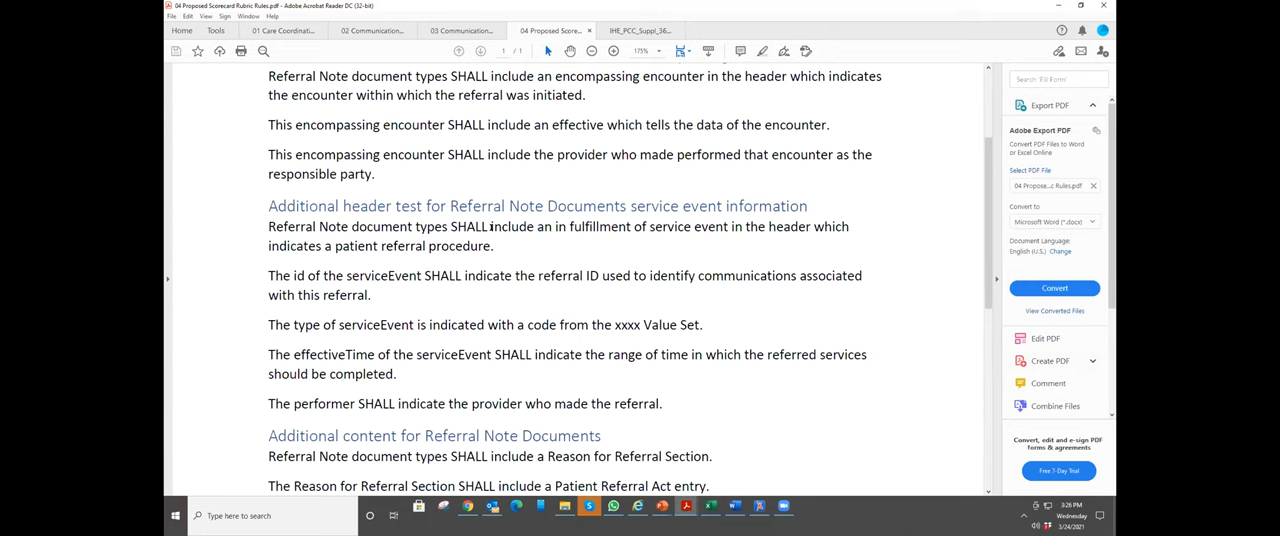 04 Proposed Scorecard Rubric Rules.pdf - Adobe Acrobat Reader DC (32-bit)
File Edit View Sign Window Help
Home Tools 01 Care Coordinati... 02 Communication... 03 Communication... 04 Proposed Score... × IHE_PCC_Suppl_36...
1 / 1 175%
Referral Note document types SHALL include an encompassing encounter in the header which indicates
the encounter within which the referral was initiated.
This encompassing encounter SHALL include an effective which tells the data of the encounter.
This encompassing encounter SHALL include the provider who made performed that encounter as the
responsible party.
Additional header test for Referral Note Documents service event information
Referral Note document types SHALL include an in fulfillment of service event in the header which
indicates a patient referral procedure.
The id of the serviceEvent SHALL indicate the referral ID used to identify communications associated
with this referral.
The type of serviceEvent is indicated with a code from the xxxx Value Set.
The effectiveTime of the serviceEvent SHALL indicate the range of time in which the referred services
should be completed.
The performer SHALL indicate the provider who made the referral.
Additional content for Referral Note Documents
Referral Note document types SHALL include a Reason for Referral Section.
The Reason for Referral Section SHALL include a Patient Referral Act entry.
Search 'Fill Form'
Export PDF
Adobe Export PDF
Convert PDF Files to Word
or Excel Online
Select PDF File
04 Propose...c Rules.pdf ×
Convert to
Microsoft Word (*.docx)
Document Language:
English (U.S.) Change
Convert
View Converted Files
Edit PDF
Create PDF
Comment
Combine Files
Convert, edit and e-sign PDF
forms & agreements
Free 7-Day Trial
Type here to search
3:26 PM
Wednesday
3/24/2021